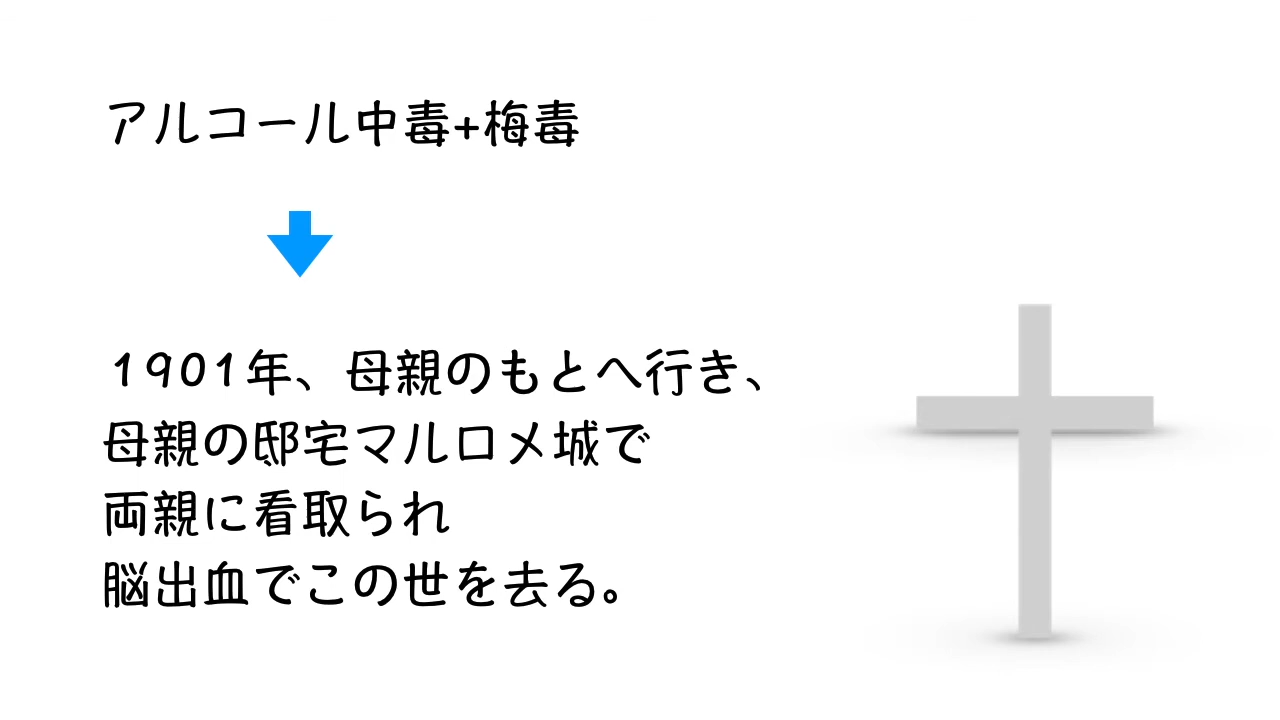 アルコール中毒+梅毒
1901年、母親のもとへ行き、
母親の邸宅マルロメ城で
両親に看取られ
脳出血でこの世を去る。